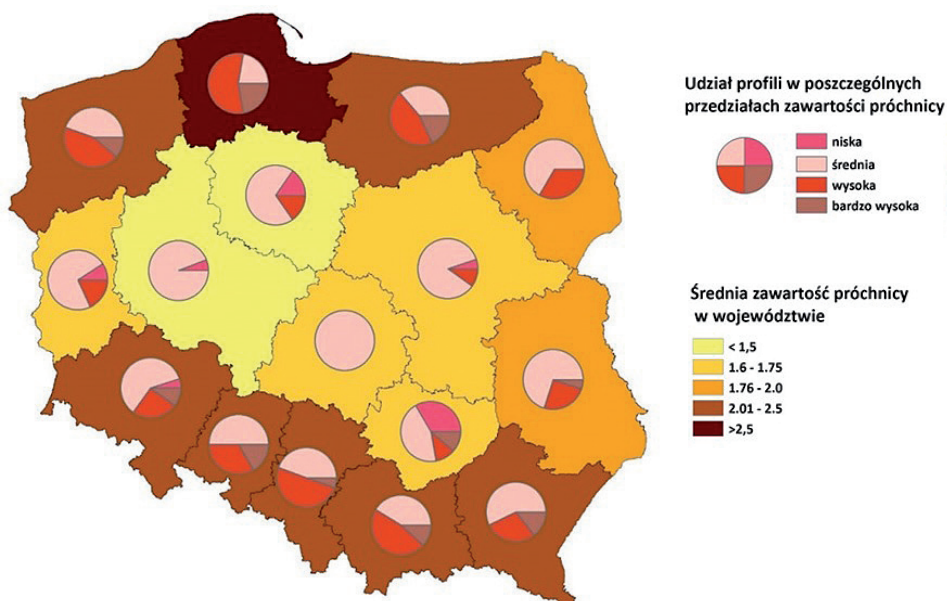 Udział profili w poszczególnych
przedziałach zawartości próchnicy
niska
średnia
wysoka
bardzo wysoka
Średnia zawartość próchnicy
w województwie
< 1,5
1.6 - 1.75
1.76 - 2.0
2.01 - 2.5
>2,5